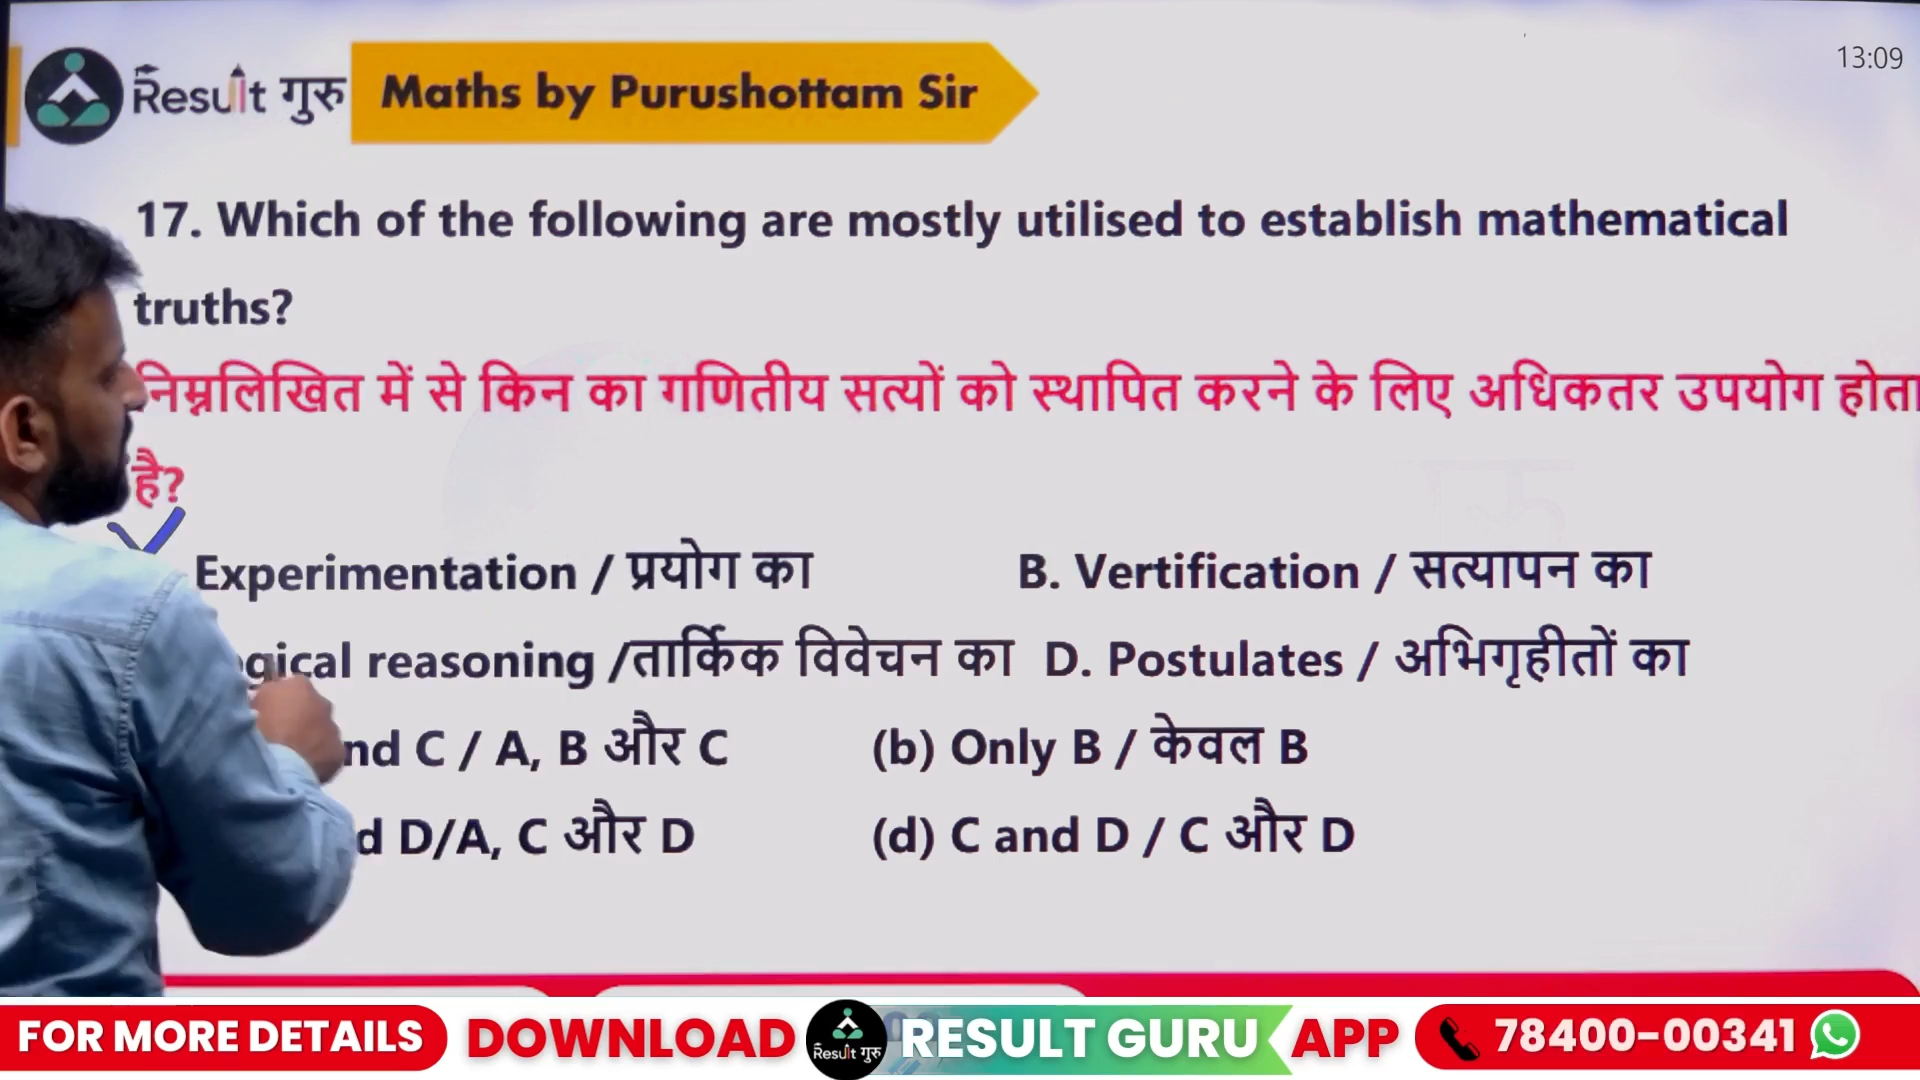 Result गुरु Maths by Purushottam Sir
13:09
17. Which of the following are mostly utilised to establish mathematical
truths?
निम्नलिखित में से किन का गणितीय सत्यों को स्थापित करने के लिए अधिकतर उपयोग होता
है?
Experimentation / प्रयोग का B. Vertification / सत्यापन का
reasoning /तार्किक विवेचन का D. Postulates / अभिगृहीतों का
C / A, B और C (b) Only B / केवल B
D/A, C और D (d) C and D / C और D
FOR MORE DETAILS DOWNLOAD Result गुरु RESULT GURU APP 78400-00341